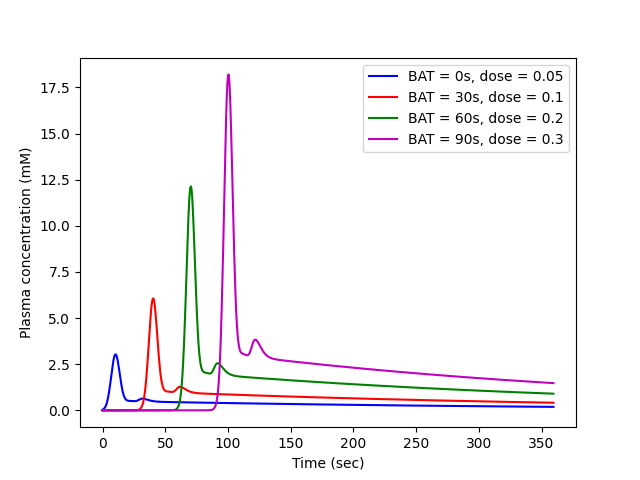 BAT = 0s, dose = 0.05
BAT = 30s, dose = 0.1
BAT = 60s, dose = 0.2
BAT = 90s, dose = 0.3
Plasma concentration (mM)
17.5
15.0
12.5
10.0
7.5
5.0
2.5
0.0
0 50 100 150 200 250 300 350
Time (sec)